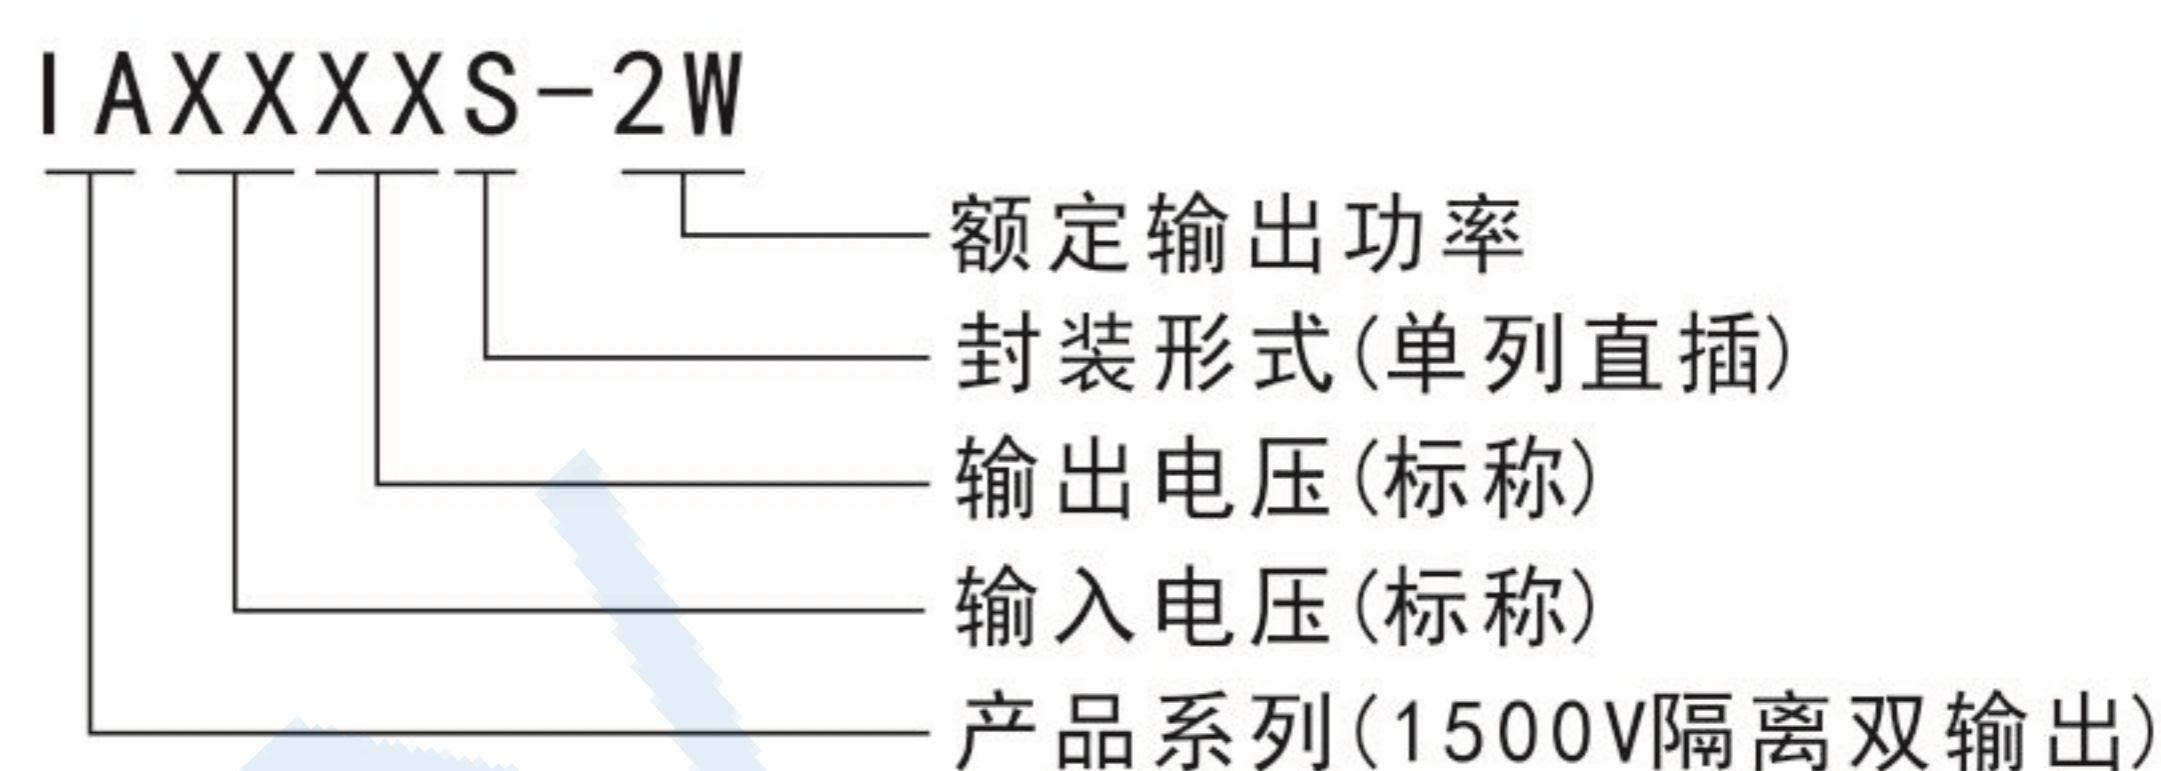 IAXXXXS-2W
额定输出功率
封装形式(单列直插)
输出电压(标称)
输入电压(标称)
产品系列(1500V隔离双输出)